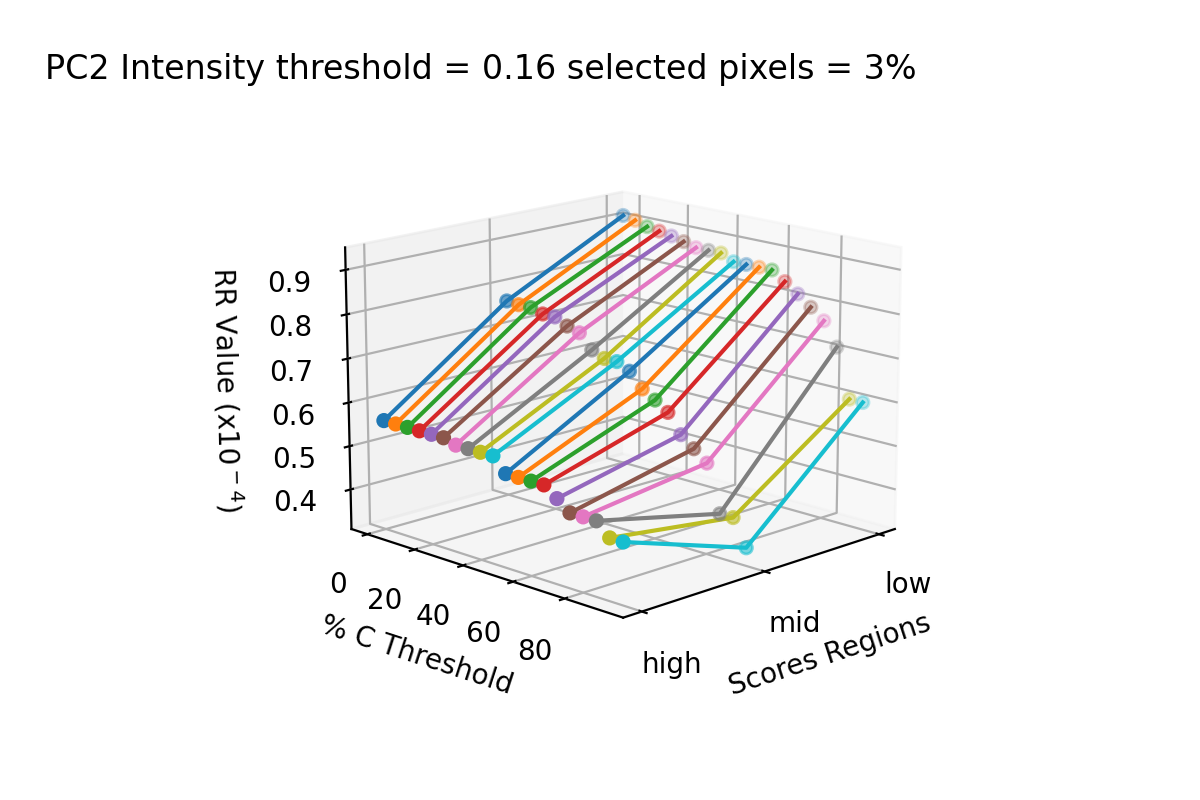 PC2 Intensity threshold = 0.16 selected pixels = 3%
RR Value (x10⁻⁴)
0.9
0.8
0.7
0.6
0.5
0.4
0
20
40
60
80
% C Threshold
high
mid
low
Scores Regions